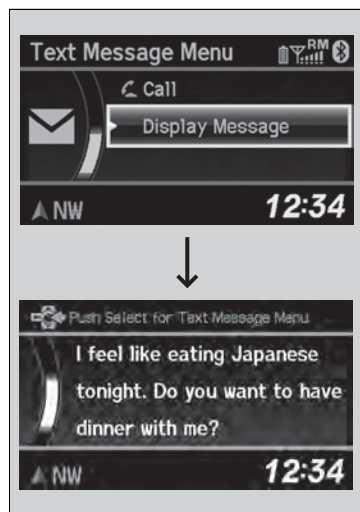 Text Message Menu
RM
Call
Display Message
NW
12:34
Push Select for Text Message Menu
I feel like eating Japanese
tonight. Do you want to have
dinner with me?
NW
12:34